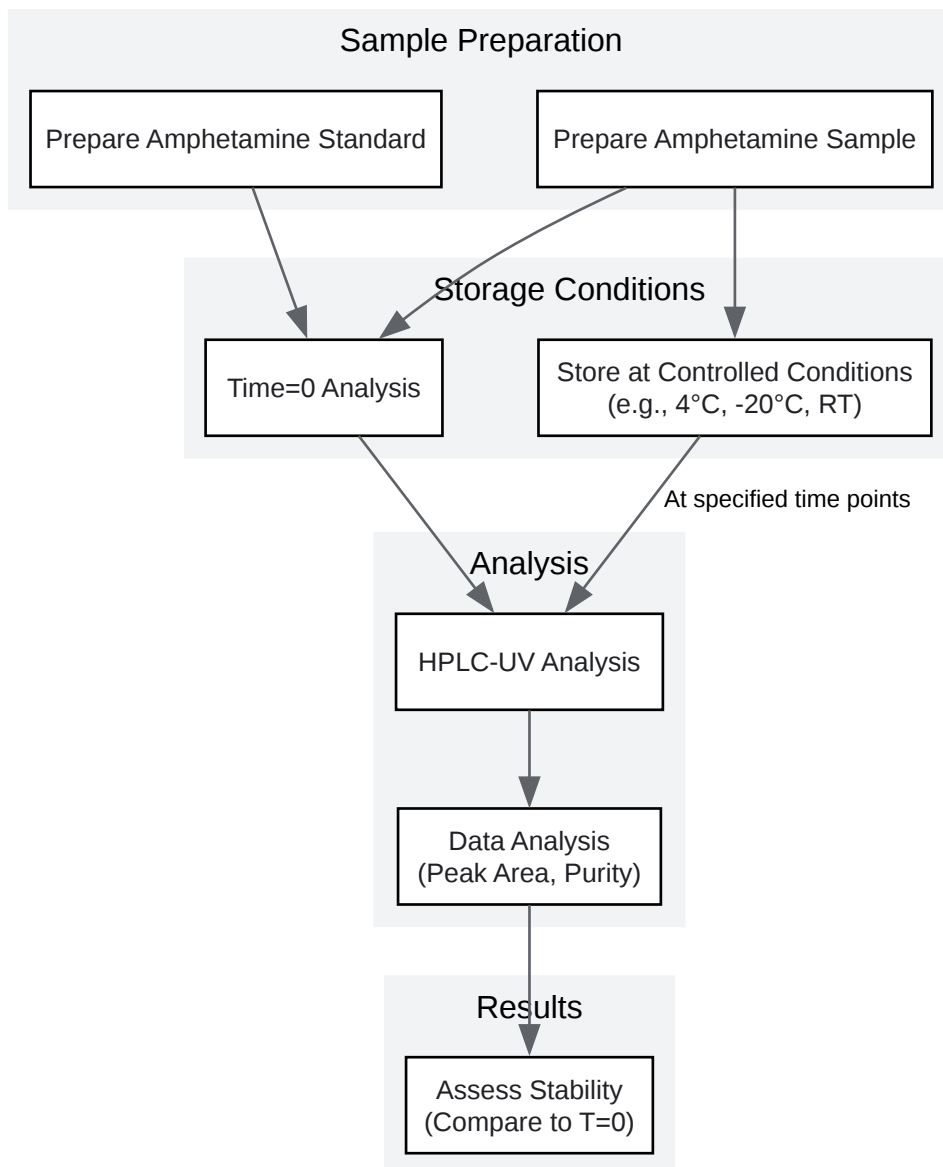 Sample Preparation
Prepare Amphetamine Standard
Prepare Amphetamine Sample
Storage Conditions
Time=0 Analysis
Store at Controlled Conditions
(e.g., 4°C, -20°C, RT)
At specified time points
Analysis
HPLC-UV Analysis
Data Analysis
(Peak Area, Purity)
Results
Assess Stability
(Compare to T=0)